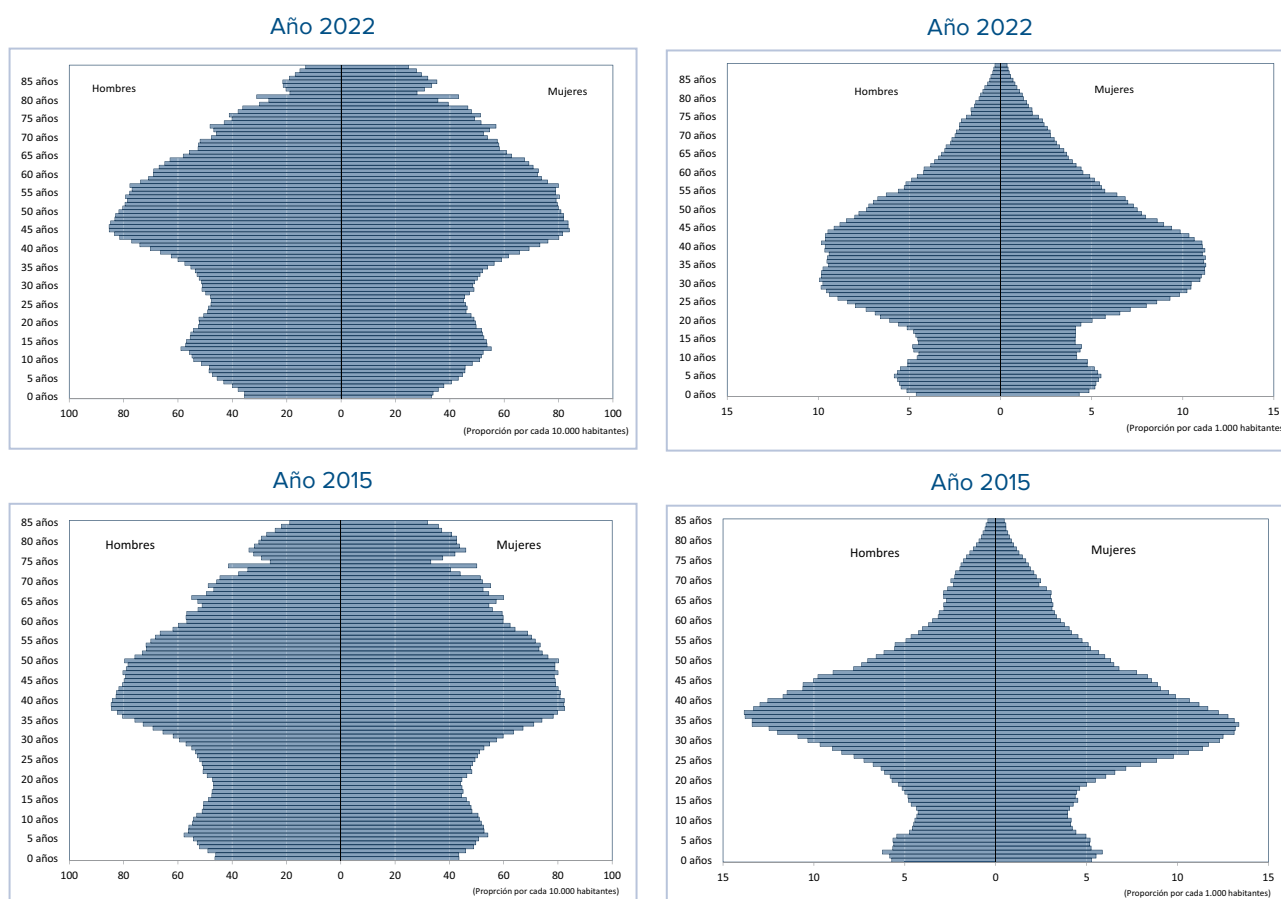 Año 2022
Hombres
Mujeres
85 años
80 años
75 años
70 años
65 años
60 años
55 años
50 años
45 años
40 años
35 años
30 años
25 años
20 años
15 años
10 años
5 años
0 años
100 80 60 40 20 0 20 40 60 80 100
(Proporción por cada 10.000 habitantes)
Año 2022
Hombres
Mujeres
85 años
80 años
75 años
70 años
65 años
60 años
55 años
50 años
45 años
40 años
35 años
30 años
25 años
20 años
15 años
10 años
5 años
0 años
15 10 5 0 5 10 15
(Proporción por cada 1.000 habitantes
Año 2015
Hombres
Mujeres
85 años
80 años
75 años
70 años
65 años
60 años
55 años
50 años
45 años
40 años
35 años
30 años
25 años
20 años
15 años
10 años
5 años
0 años
100 80 60 40 20 0 20 40 60 80 100
(Proprción por cada 10.000 habitantes)
Año 2015
Hombres
Mujeres
85 años
80 años
75 años
70 años
65 años
60 años
55 años
50 años
45 años
40 años
35 años
30 años
25 años
20 años
15 años
10 años
5 años
0 años
15 10 5 0 5 10 15
(Proporción por cada 1.000 habitantes)